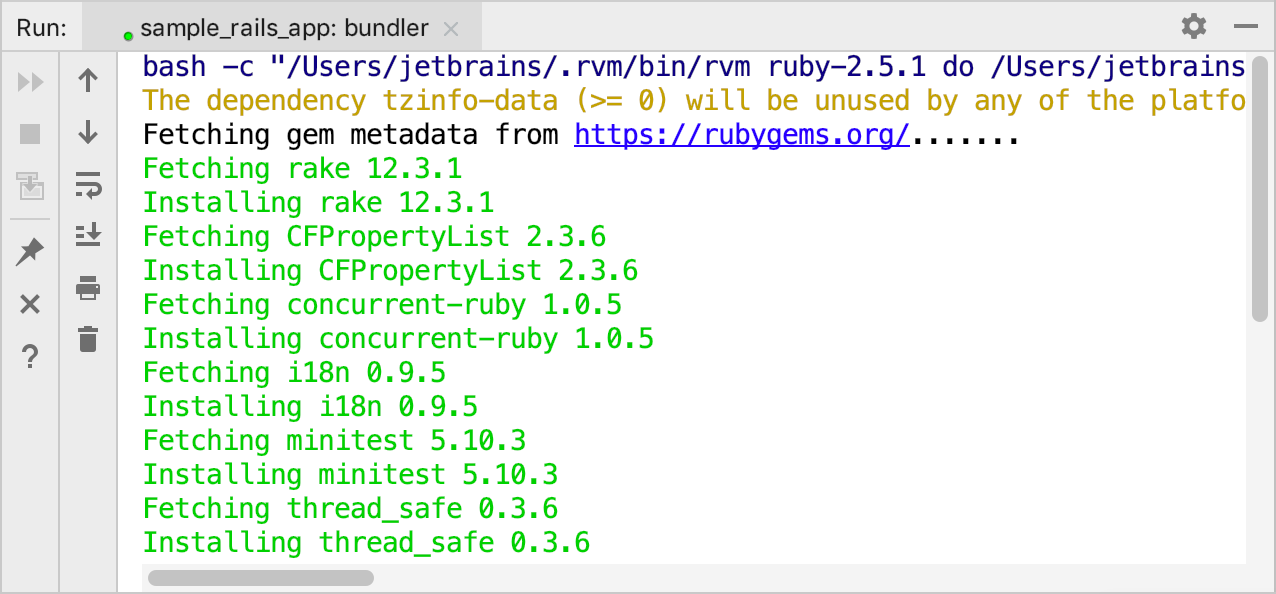 Run: sample_rails_app: bundler
bash -c "/Users/jetbrains/.rvm/bin/rvm ruby-2.5.1 do /Users/jetbrains
The dependency tzinfo-data (>= 0) will be unused by any of the platfo
Fetching gem metadata from https://rubygems.org/.......
Fetching rake 12.3.1
Installing rake 12.3.1
Fetching CFPropertyList 2.3.6
Installing CFPropertyList 2.3.6
Fetching concurrent-ruby 1.0.5
Installing concurrent-ruby 1.0.5
Fetching i18n 0.9.5
Installing i18n 0.9.5
Fetching minitest 5.10.3
Installing minitest 5.10.3
Fetching thread_safe 0.3.6
Installing thread_safe 0.3.6